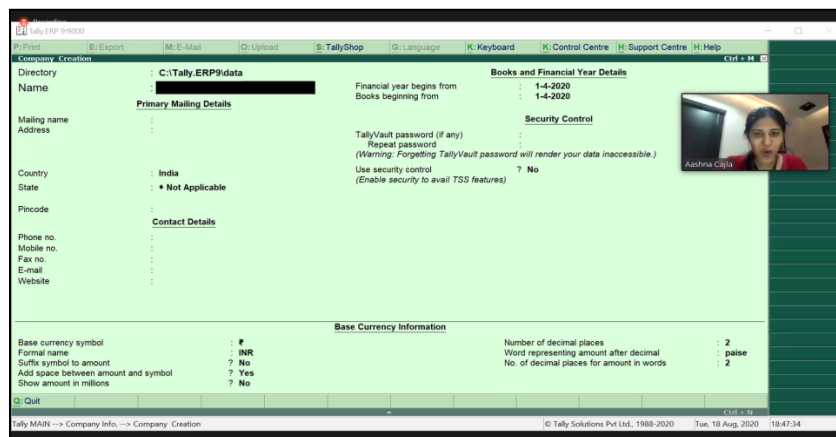 Recording
Tally.ERP 9:9000
P: Print E: Export M: E-Mail O: Upload S: TallyShop G: Language K: Keyboard K: Control Centre H: Support Centre H: Help
Company Creation Ctrl + M
Directory : C:\Tally.ERP9\data
Name :
Primary Mailing Details
Mailing name :
Address :
Country : India
State : ♦ Not Applicable
Pincode :
Contact Details
Phone no. :
Mobile no. :
Fax no. :
E-mail :
Website :
Books and Financial Year Details
Financial year begins from : 1-4-2020
Books beginning from : 1-4-2020
Security Control
TallyVault password (if any) :
Repeat password :
(Warning: Forgetting TallyVault password will render your data inaccessible.)
Use security control ? No
(Enable security to avail TSS features)
Aashna Cajla
Base Currency Information
Base currency symbol : ₹
Formal name : INR
Suffix symbol to amount ? No
Add space between amount and symbol ? Yes
Show amount in millions ? No
Number of decimal places : 2
Word representing amount after decimal : paise
No. of decimal places for amount in words : 2
Q: Quit
Ctrl + N
Tally MAIN --> Company Info. --> Company Creation © Tally Solutions Pvt Ltd., 1988-2020 Tue, 18 Aug, 2020 18:47:34